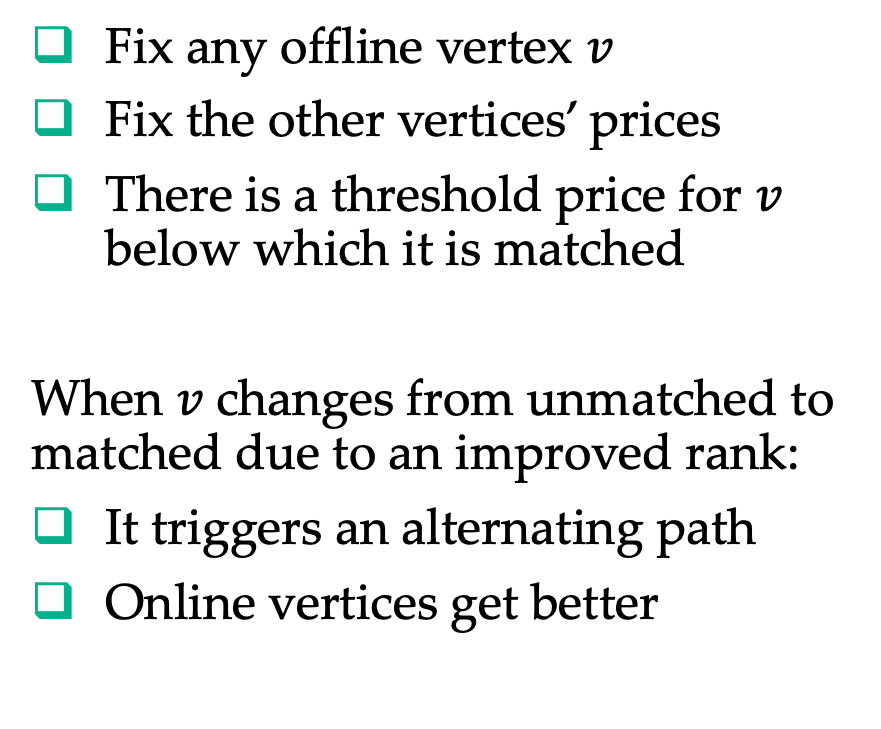 Fix any offline vertex v
Fix the other vertices’ prices
There is a threshold price for v
below which it is matched
When v changes from unmatched to
matched due to an improved rank:
It triggers an alternating path
Online vertices get better